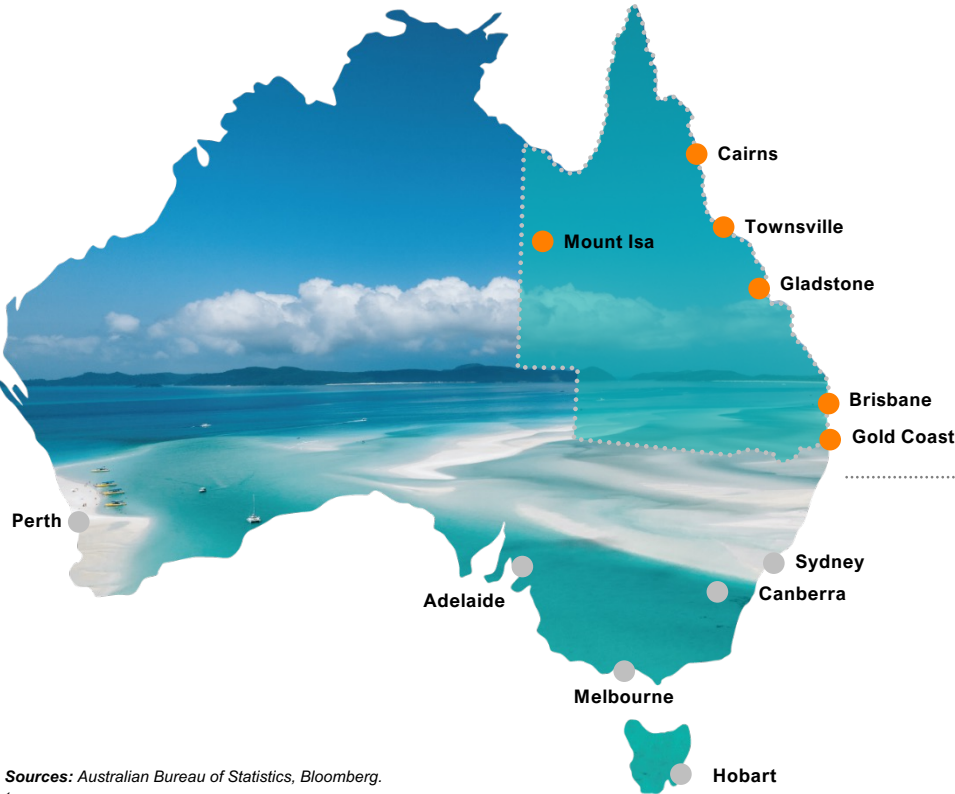 Cairns
Townsville
Mount Isa
Gladstone
Brisbane
Gold Coast
Perth
Sydney
Adelaide
Canberra
Melbourne
Hobart
Sources: Australian Bureau of Statistics, Bloomberg.